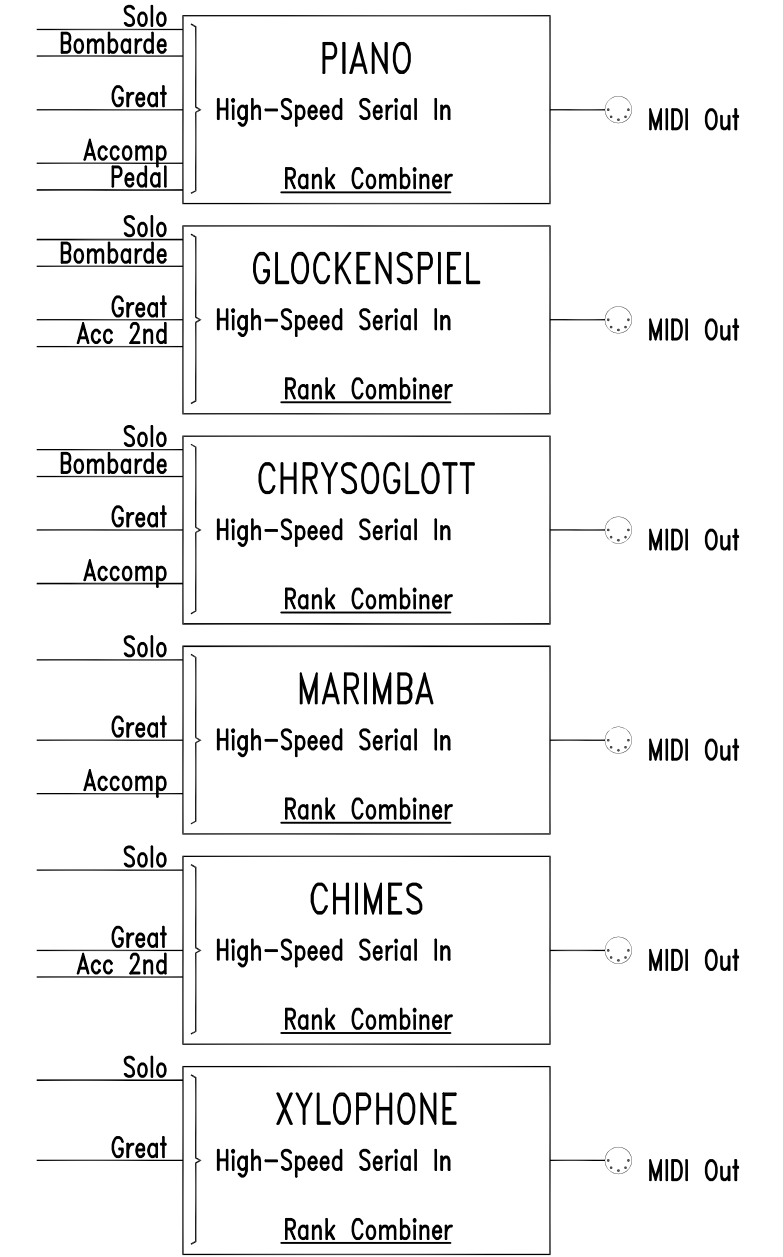 Solo
Bombarde
PIANO
Great
High-Speed Serial In
MIDI Out
Accomp
Pedal
Rank Combiner
Solo
Bombarde
GLOCKENSPIEL
Great
High-Speed Serial In
MIDI Out
Acc 2nd
Rank Combiner
Solo
Bombarde
CHRYSOGLOTT
Great
High-Speed Serial In
MIDI Out
Accomp
Rank Combiner
Solo
MARIMBA
Great
High-Speed Serial In
MIDI Out
Accomp
Rank Combiner
Solo
CHIMES
Great
High-Speed Serial In
MIDI Out
Acc 2nd
Rank Combiner
Solo
XYLOPHONE
Great
High-Speed Serial In
MIDI Out
Rank Combiner